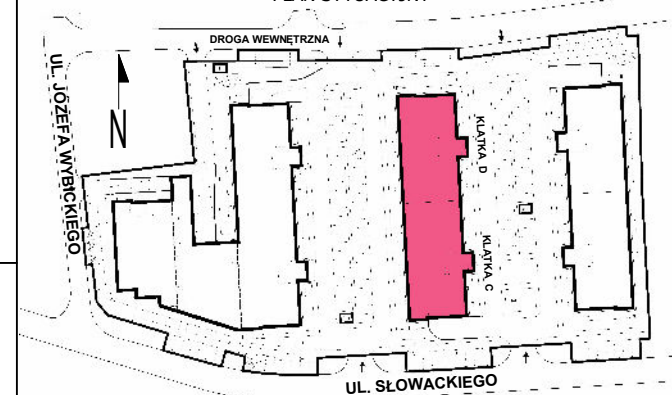 DROGA WEWNĘTRZNA
UL. JÓZEFA WYBICKIEGO
N
KLATKA D
KLATKA C
UL. SŁOWACKIEGO